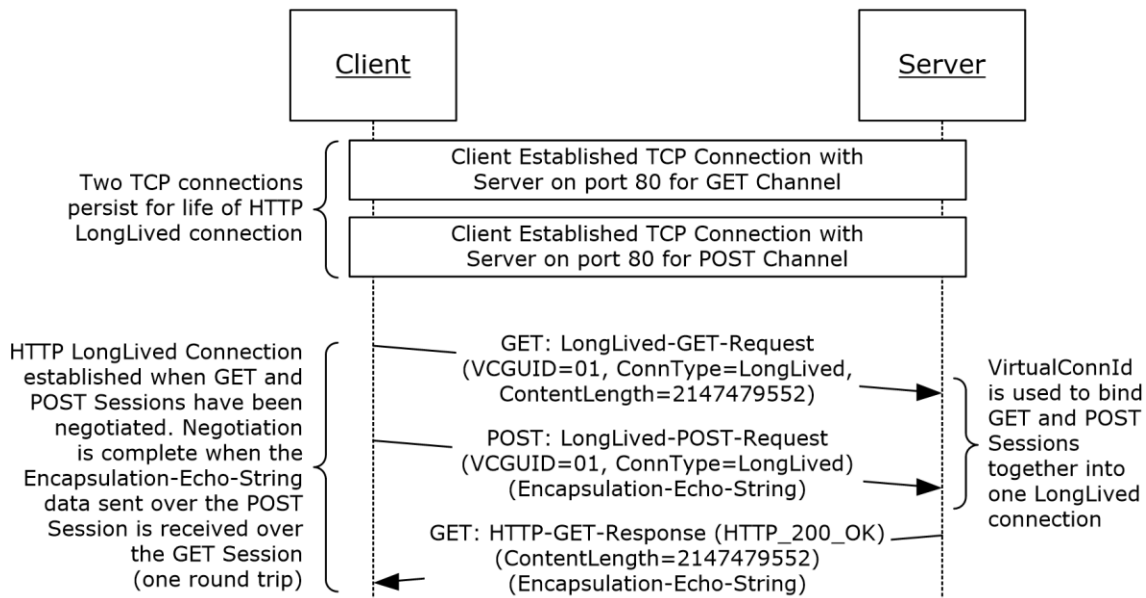 Client
Server
Client Established TCP Connection with
Server on port 80 for GET Channel
Two TCP connections
persist for life of HTTP
LongLived connection
Client Established TCP Connection with
Server on port 80 for POST Channel
HTTP LongLived Connection
established when GET and
POST Sessions have been
negotiated. Negotiation
is complete when the
Encapsulation-Echo-String
data sent over the POST
Session is received over
the GET Session
(one round trip)
GET: LongLived-GET-Request
(VCGUID=01, ConnType=LongLived,
ContentLength=2147479552)
POST: LongLived-POST-Request
(VCGUID=01, ConnType=LongLived)
(Encapsulation-Echo-String)
GET: HTTP-GET-Response (HTTP_200_OK)
(ContentLength=2147479552)
(Encapsulation-Echo-String)
VirtualConnId
is used to bind
GET and POST
Sessions
together into
one LongLived
connection